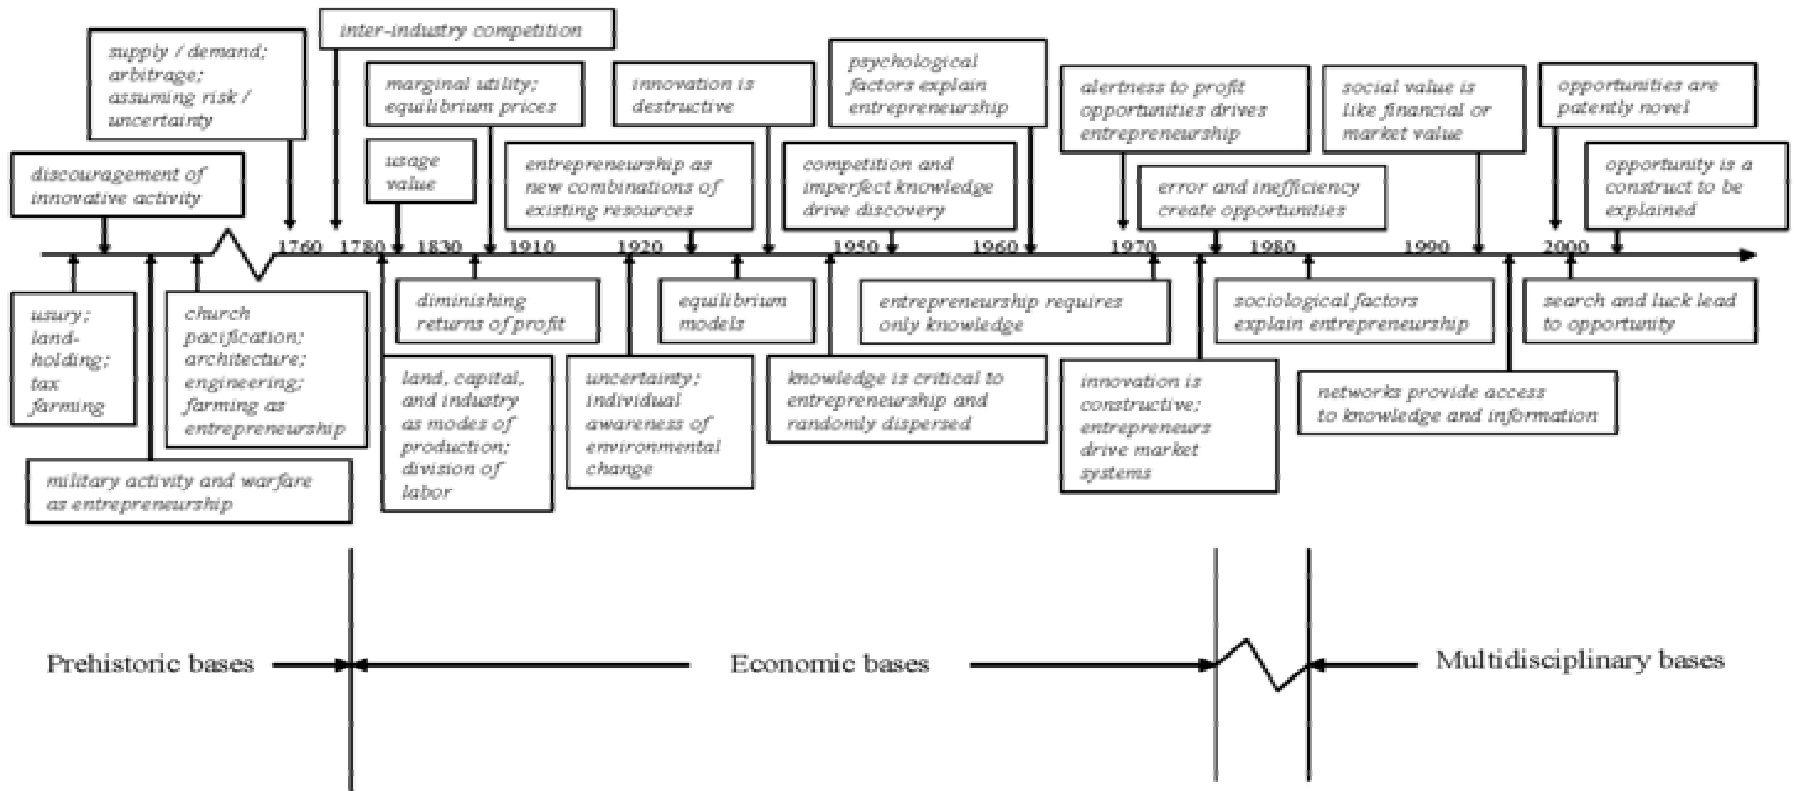 inter-industry competition
supply / demand;
arbitrage;
assuming risk /
uncertainty
marginal utility;
equilibrium prices
innovation is
destructive
psychological
factors explain
entrepreneurship
alertness to profit
opportunities drives
entrepreneurship
social value is
like financial or
market value
opportunities are
patently novel
discouragement of
innovative activity
usage
value
entrepreneurship as
new combinations of
existing resources
competition and
imperfect knowledge
drive discovery
error and inefficiency
create opportunities
opportunity is a
construct to be
explained
1760 1780 1830 1910 1920 1950 1960 1970 1980 1990 2000
usury;
land-
holding;
tax
farming
church
pacification;
architecture;
engineering;
farming as
entrepreneurship
diminishing
returns of profit
equilibrium
models
entrepreneurship requires
only knowledge
sociological factors
explain entrepreneurship
search and luck lead
to opportunity
land, capital,
and industry
as modes of
production;
division of
labor
uncertainty;
individual
awareness of
environmental
change
knowledge is critical to
entrepreneurship and
randomly dispersed
innovation is
constructive;
entrepreneurs
drive market
systems
networks provide access
to knowledge and information
military activity and warfare
as entrepreneurship
Prehistoric bases
Economic bases
Multidisciplinary bases